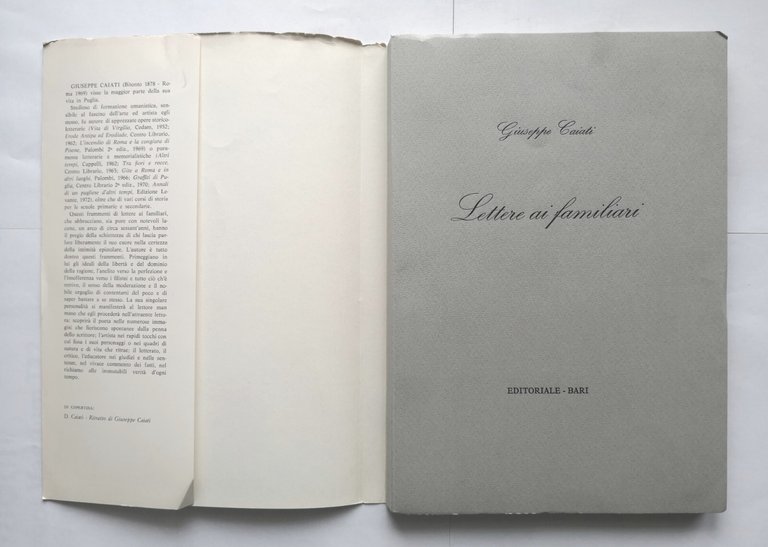 GIUSEPPE CAIATI (Bitonto 1878 - Ro-
ma 1969) visse la maggior parte della sua
vita in Puglia.
Studioso di formazione umanistica, sen-
sibile al fascino dell'arte ed artista egli
stesso, fu autore di apprezzate opere storico-
letterarie (Vita di Virgilio, Cedam, 1952;
Erode Antipa ed Erodiade, Centro Librario,
1962; L'incendio di Roma e la congiura di
Pisone, Palombi 2ª ediz., 1969) o pura-
mente letterarie e memorialistiche (Altri
tempi, Cappelli, 1962; Tra fiori e rocce,
Centro Librario, 1963; Gite a Roma e in
altri luoghi, Palombi, 1966; Graffiti di Pu-
glia, Centro Librario 2ª ediz., 1970; Annali
di un pugliese d'altri tempi, Edizione Le-
vante, 1972), oltre che di vari corsi di storia
per le scuole primarie e secondarie.
Questi frammenti di lettere ai familiari,
che abbracciano, sia pure con notevoli la-
cune, un arco di circa sessant'anni, hanno
il pregio della schiettezza di chi lascia par-
lare liberamente il suo cuore nella certezza
della intimità epistolare. L'autore è tutto
dentro questi frammenti. Primeggiano in
lui gli ideali della libertà e del dominio
della ragione; l'anelito verso la perfezione e
l'insofferenza verso i filistei e tutto ciò ch'è
retrivo, il senso della moderazione e il no-
bile orgoglio di contentarsi del poco e di
saper bastare a se stesso. La sua singolare
personalità si manifesterà al lettore man
mano che egli procederà nell'attraente lettu-
ra: scoprirà il poeta nelle numerose imma-
gini che fioriscono spontanee dalla penna
dello scrittore; l'artista nei rapidi tocchi con
cui fissa i suoi personaggi o nei quadri di
natura e di vita che ritrae; il letterato, il
critico, l'educatore nei giudizi e nelle sen-
tenze, nel vivace commento dei fatti, nel
richiamo alle immutabili verità d'ogni
tempo.
IN COPERTINA:
D. Caiati - Ritratto di Giuseppe Caiati
Giuseppe Caiati
Lettere ai familiari
EDITORIALE - BARI